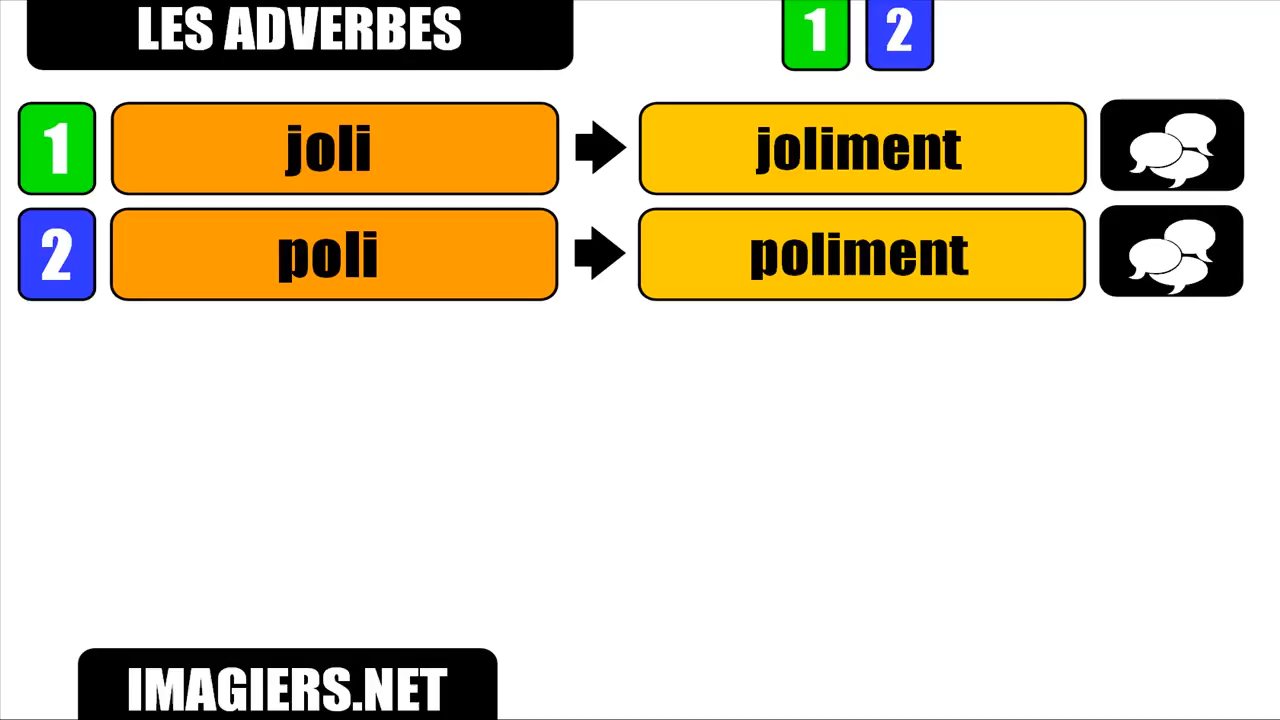 LES ADVERBES
1 2
1 joli joliment
2 poli poliment
IMAGIERS.NET